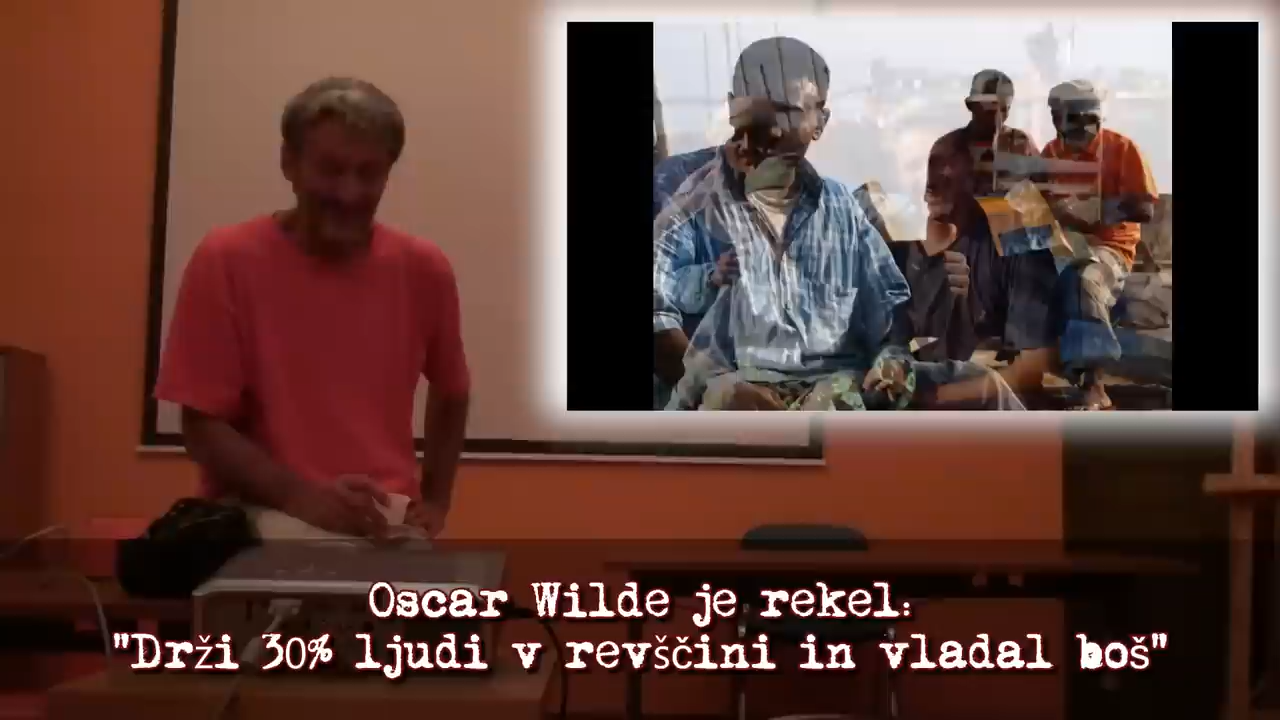 Oscar Wilde je rekel:
"Drži 30% ljudi v revščini in vladal boš"